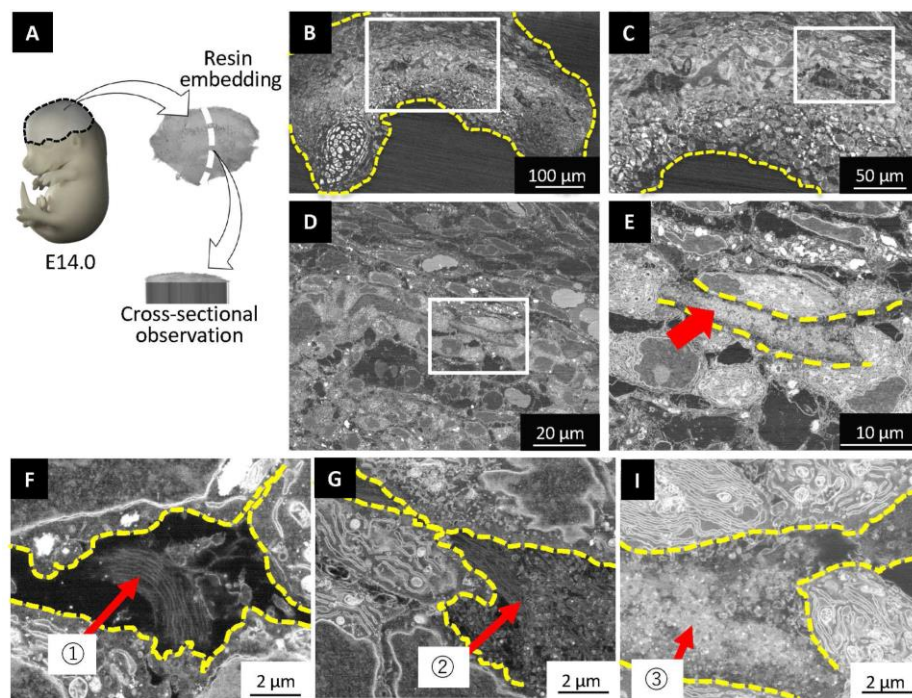 A
Resin
embedding
E14.0
Cross-sectional
observation
B
100 µm
C
50 µm
D
20 µm
E
10 µm
F
①
2 µm
G
②
2 µm
I
③
2 µm